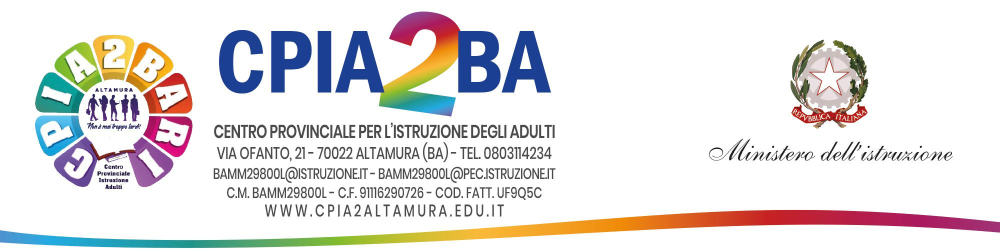 CPIA2BARI
ALTAMURA
Non è mai troppo tardi!
Centro
Provinciale
Istruzione
Adulti
CPIA2BA
CENTRO PROVINCIALE PER L'ISTRUZIONE DEGLI ADULTI
VIA OFANTO, 21 - 70022 ALTAMURA (BA) - TEL. 0803114234
BAMM29800L@ISTRUZIONE.IT - BAMM29800L@PEC.ISTRUZIONE.IT
C.M. BAMM29800L - C.F. 91116290726 - COD. FATT. UF9Q5C
WWW.CPIA2ALTAMURA.EDU.IT
REPVBBLICA ITALIANA
Ministero dell'istruzione